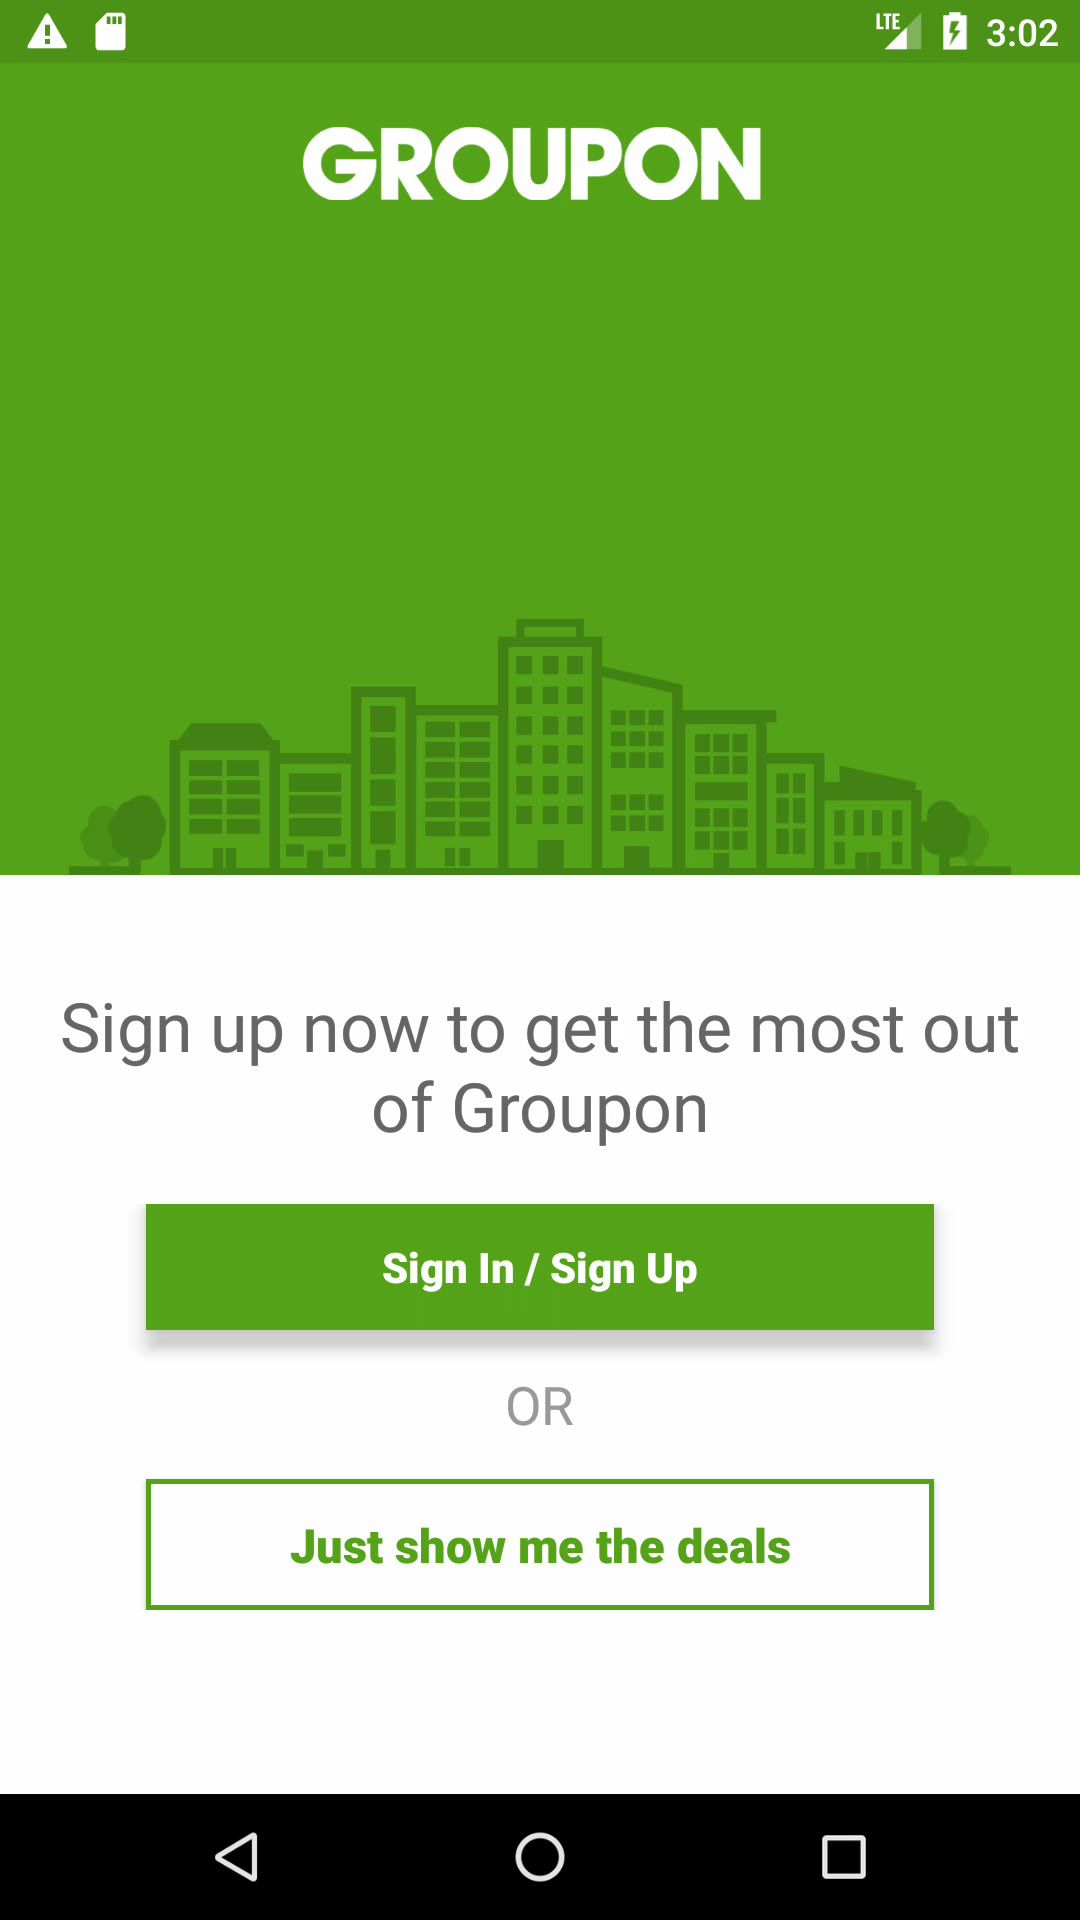 LTE 3:02
GROUPON
Sign up now to get the most out
of Groupon
Sign In / Sign Up
OR
Just show me the deals